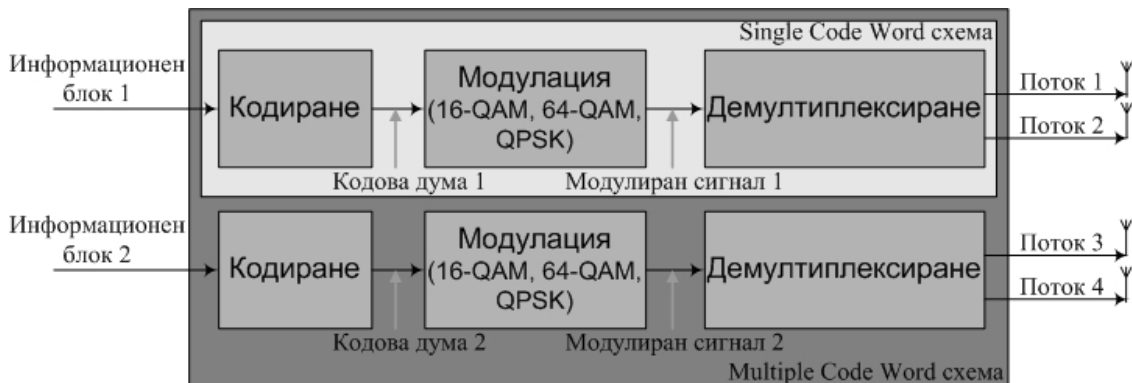 Single Code Word схема
Информационен
блок 1
Кодиране
Модулация
(16-QAM, 64-QAM,
QPSK)
Демултиплексиране
Поток 1
Поток 2
Кодова дума 1
Модулиран сигнал 1
Информационен
блок 2
Кодиране
Модулация
(16-QAM, 64-QAM,
QPSK)
Демултиплексиране
Поток 3
Поток 4
Кодова дума 2
Модулиран сигнал 2
Multiple Code Word схема